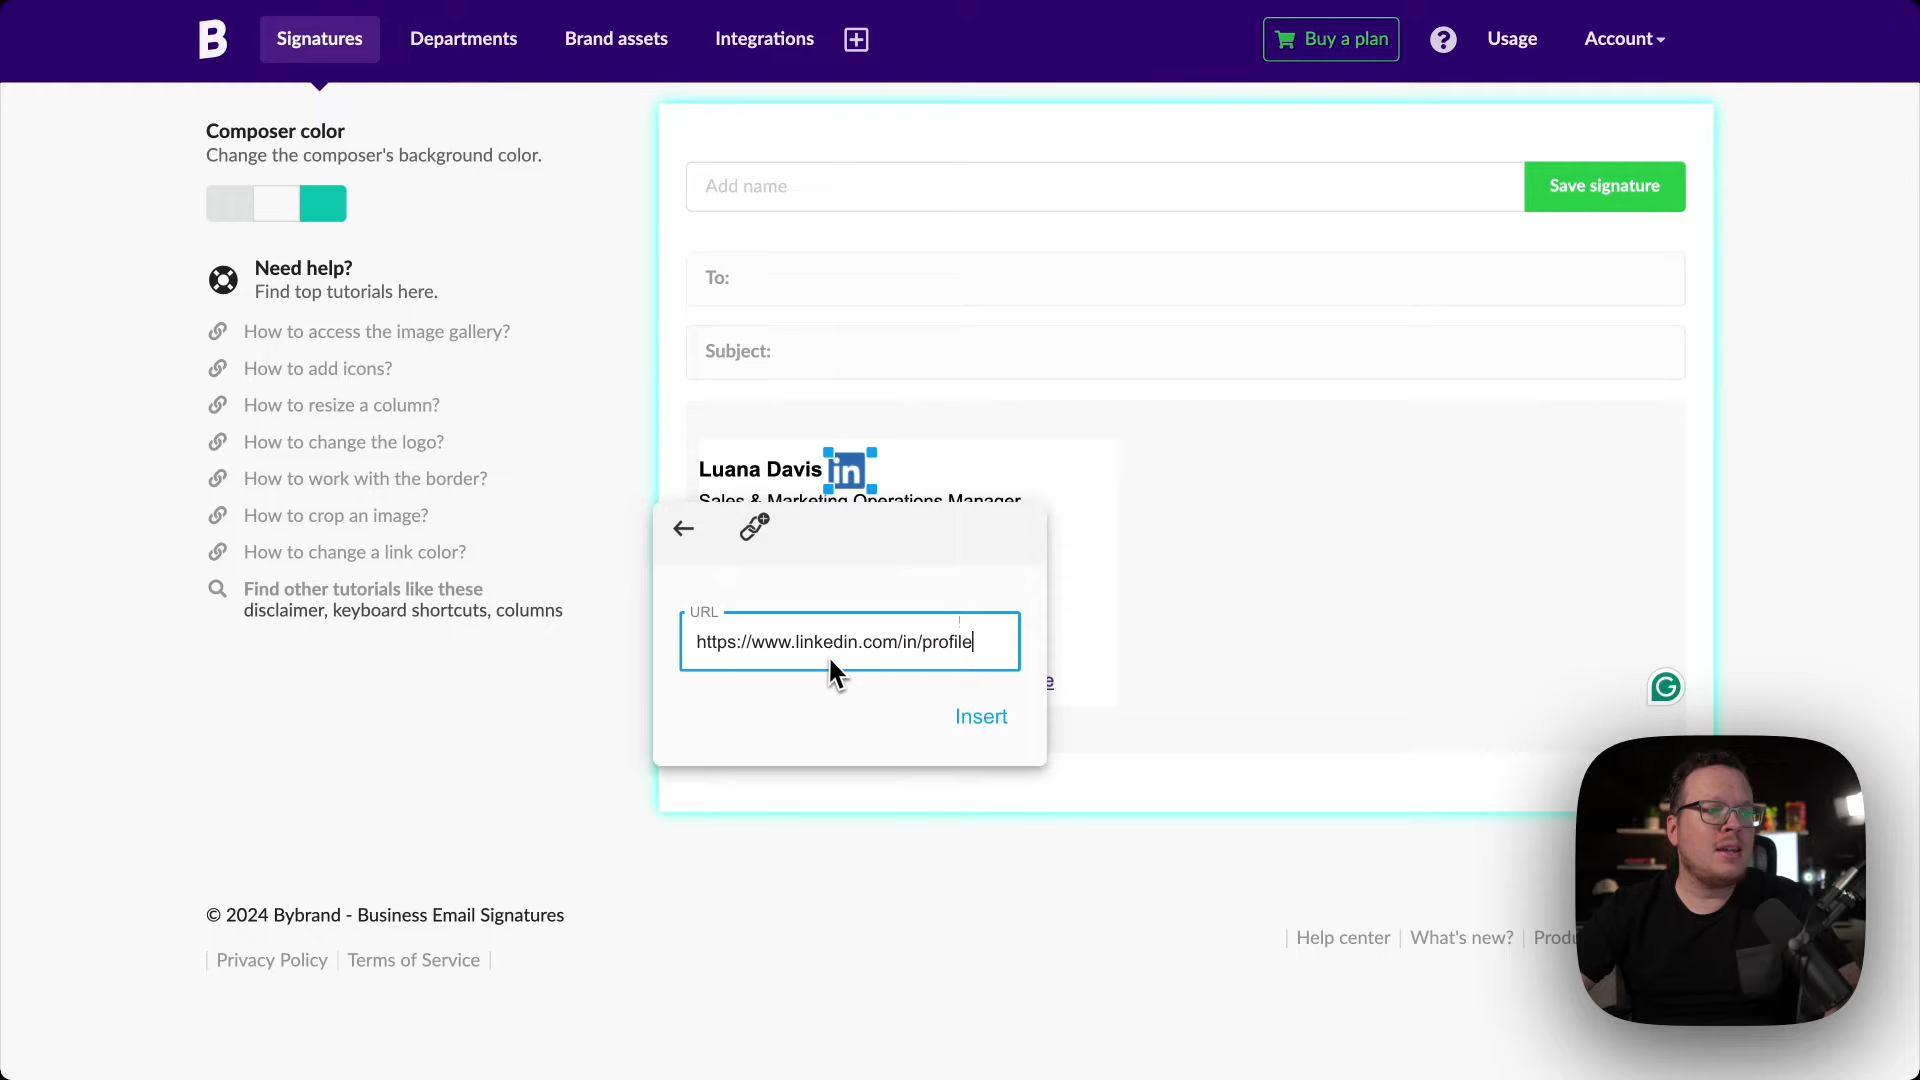 B
Signatures
Departments
Brand assets
Integrations
Buy a plan
?
Usage
Account
Composer color
Change the composer's background color.
Need help?
Find top tutorials here.
How to access the image gallery?
How to add icons?
How to resize a column?
How to change the logo?
How to work with the border?
How to crop an image?
How to change a link color?
Find other tutorials like these
disclaimer, keyboard shortcuts, columns
Add name
Save signature
To:
Subject:
Luana Davis in
Sales & Marketing Operations Manager
URL
https://www.linkedin.com/in/profile
Insert
© 2024 Bybrand - Business Email Signatures
Privacy Policy | Terms of Service
Help center | What's new?